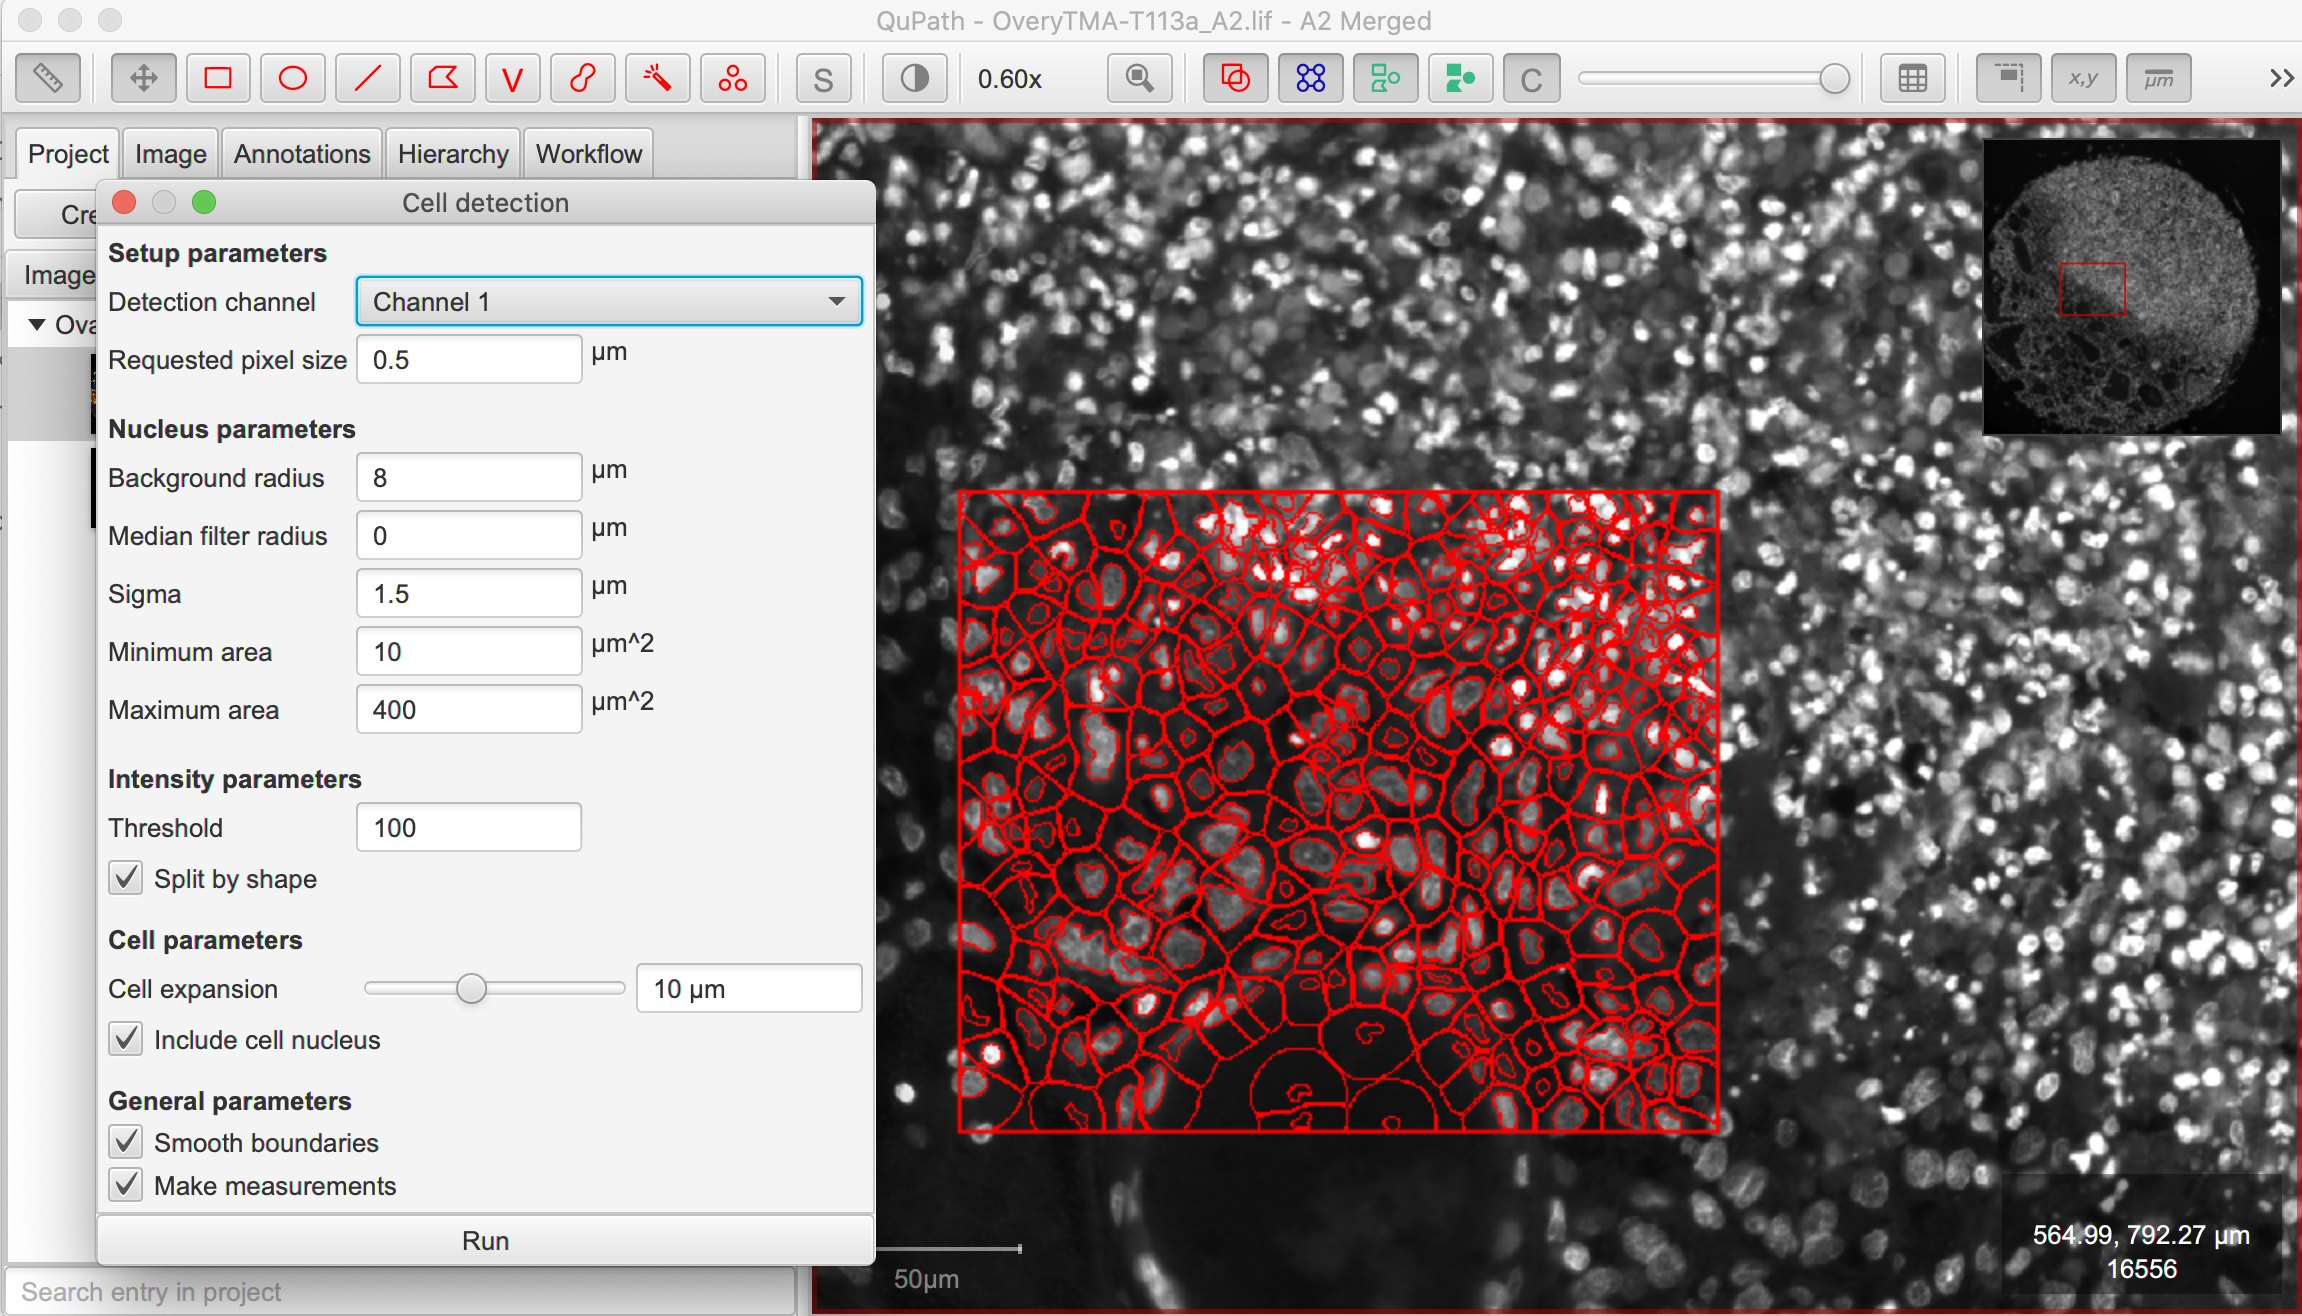 QuPath - OveryTMA-T113a_A2.lif - A2 Merged
V S 0.60x C x,y µm
Project Image Annotations Hierarchy Workflow
Cre
Image
Ova
Cell detection
Setup parameters
Detection channel Channel 1
Requested pixel size 0.5 µm
Nucleus parameters
Background radius 8 µm
Median filter radius 0 µm
Sigma 1.5 µm
Minimum area 10 µm^2
Maximum area 400 µm^2
Intensity parameters
Threshold 100
Split by shape
Cell parameters
Cell expansion 10 µm
Include cell nucleus
General parameters
Smooth boundaries
Make measurements
Run
Search entry in project
50µm
564.99, 792.27 µm
16556